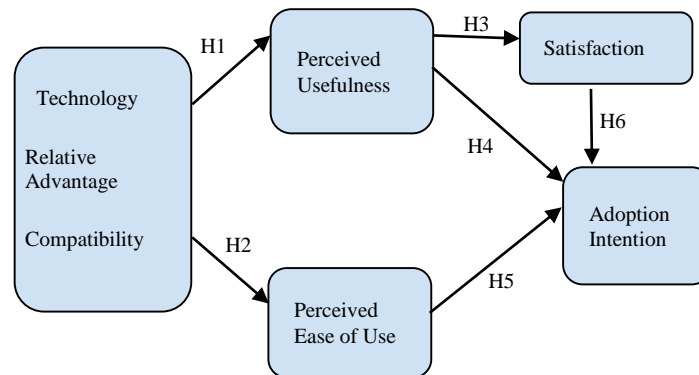 Technology
Relative
Advantage
Compatibility
H1
H2
Perceived
Usefulness
Perceived
Ease of Use
H3
H4
H5
Satisfaction
H6
Adoption
Intention